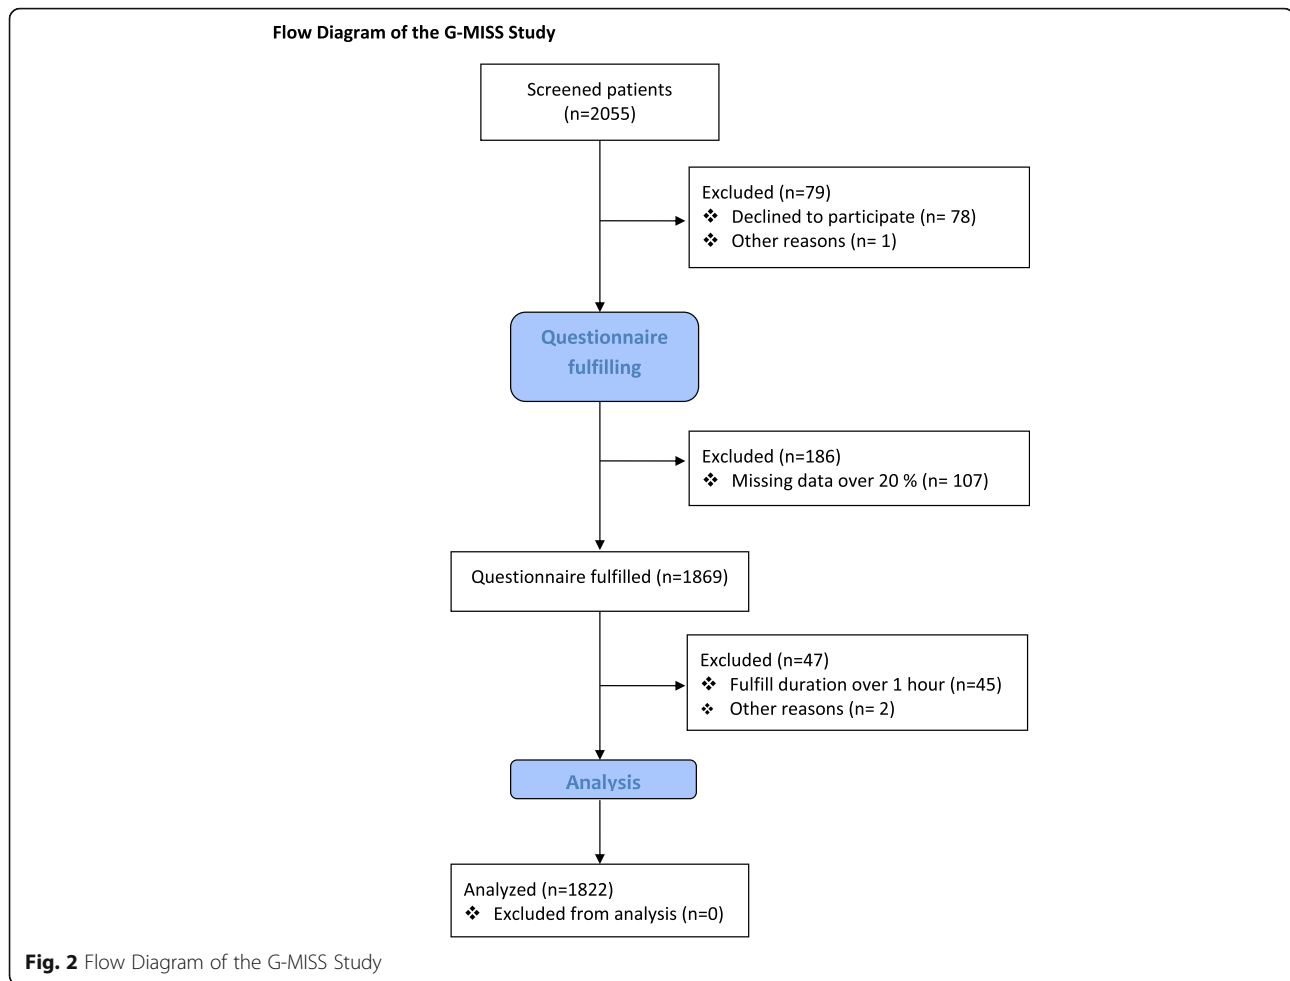 Flow Diagram of the G-MISS Study
Screened patients
(n=2055)
Excluded (n=79)
❖ Declined to participate (n= 78)
❖ Other reasons (n= 1)
Questionnaire
fulfilling
Excluded (n=186)
❖ Missing data over 20 % (n= 107)
Questionnaire fulfilled (n=1869)
Excluded (n=47)
❖ Fulfill duration over 1 hour (n=45)
❖ Other reasons (n= 2)
Analysis
Analyzed (n=1822)
❖ Excluded from analysis (n=0)
Fig. 2 Flow Diagram of the G-MISS Study